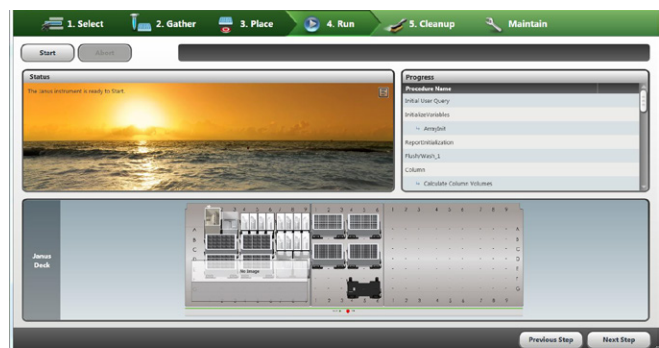 1. Select
2. Gather
3. Place
4. Run
5. Cleanup
Maintain
Start
Abort
Status
The Janus instrument is ready to Start.
Progress
Procedure Name
Initial User Query
InitializeVariables
ArrayInit
ReportInitialization
Flush/Wash_1
Column
Calculate Column Volumes
Janus
Deck
No Image
Previous Step
Next Step